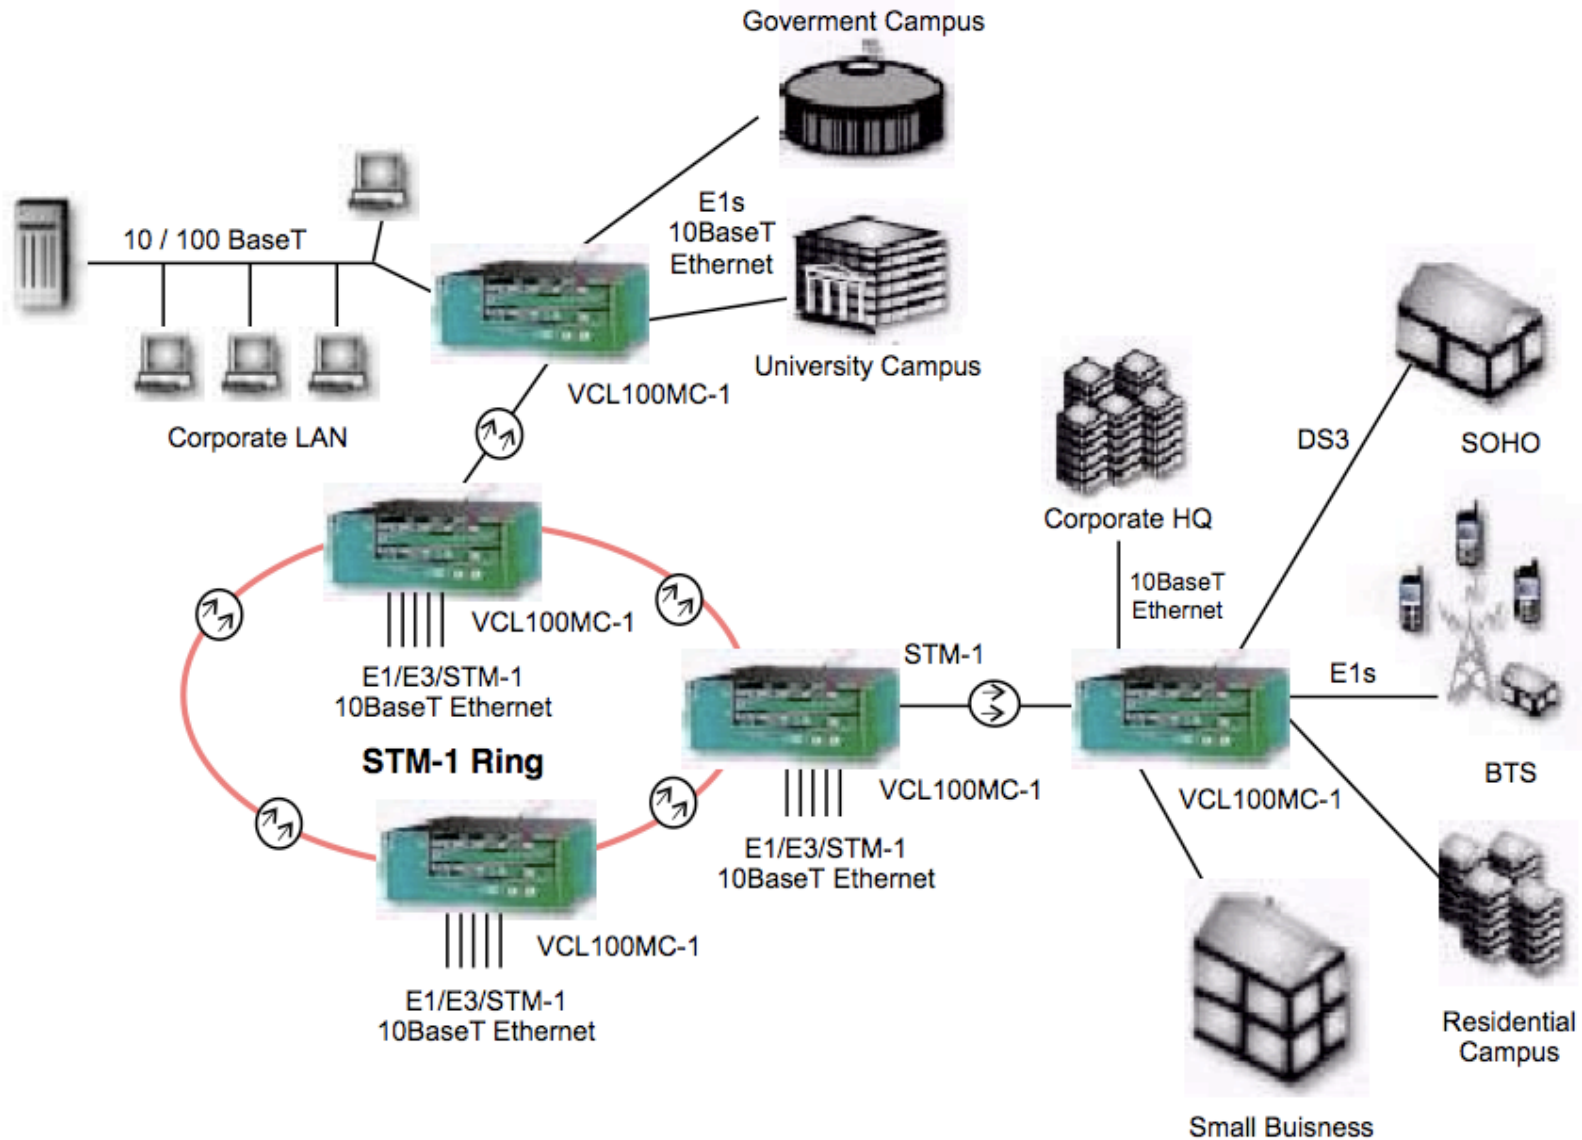 Goverment Campus
E1s
10BaseT
Ethernet
10 / 100 BaseT
University Campus
VCL100MC-1
Corporate LAN
DS3
SOHO
Corporate HQ
10BaseT
Ethernet
VCL100MC-1
E1/E3/STM-1
10BaseT Ethernet
STM-1
E1s
STM-1 Ring
BTS
VCL100MC-1
VCL100MC-1
E1/E3/STM-1
10BaseT Ethernet
VCL100MC-1
E1/E3/STM-1
10BaseT Ethernet
Residential
Campus
Small Buisness